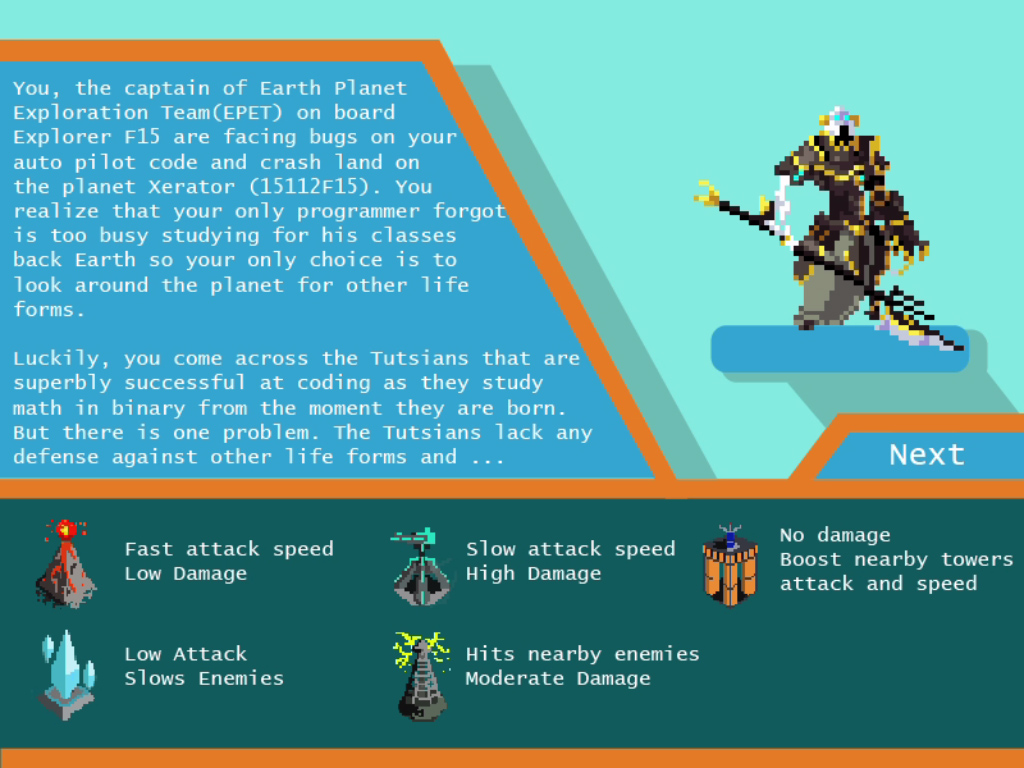 You, the captain of Earth Planet
Exploration Team(EPET) on board
Explorer F15 are facing bugs on your
auto pilot code and crash land on
the planet Xerator (15112F15). You
realize that your only programmer forgot
is too busy studying for his classes
back Earth so your only choice is to
look around the planet for other life
forms.
Luckily, you come across the Tutsians that are
superbly successful at coding as they study
math in binary from the moment they are born.
But there is one problem. The Tutsians lack any
defense against other life forms and ...
Next
Fast attack speed
Low Damage
Slow attack speed
High Damage
No damage
Boost nearby towers
attack and speed
Low Attack
Slows Enemies
Hits nearby enemies
Moderate Damage